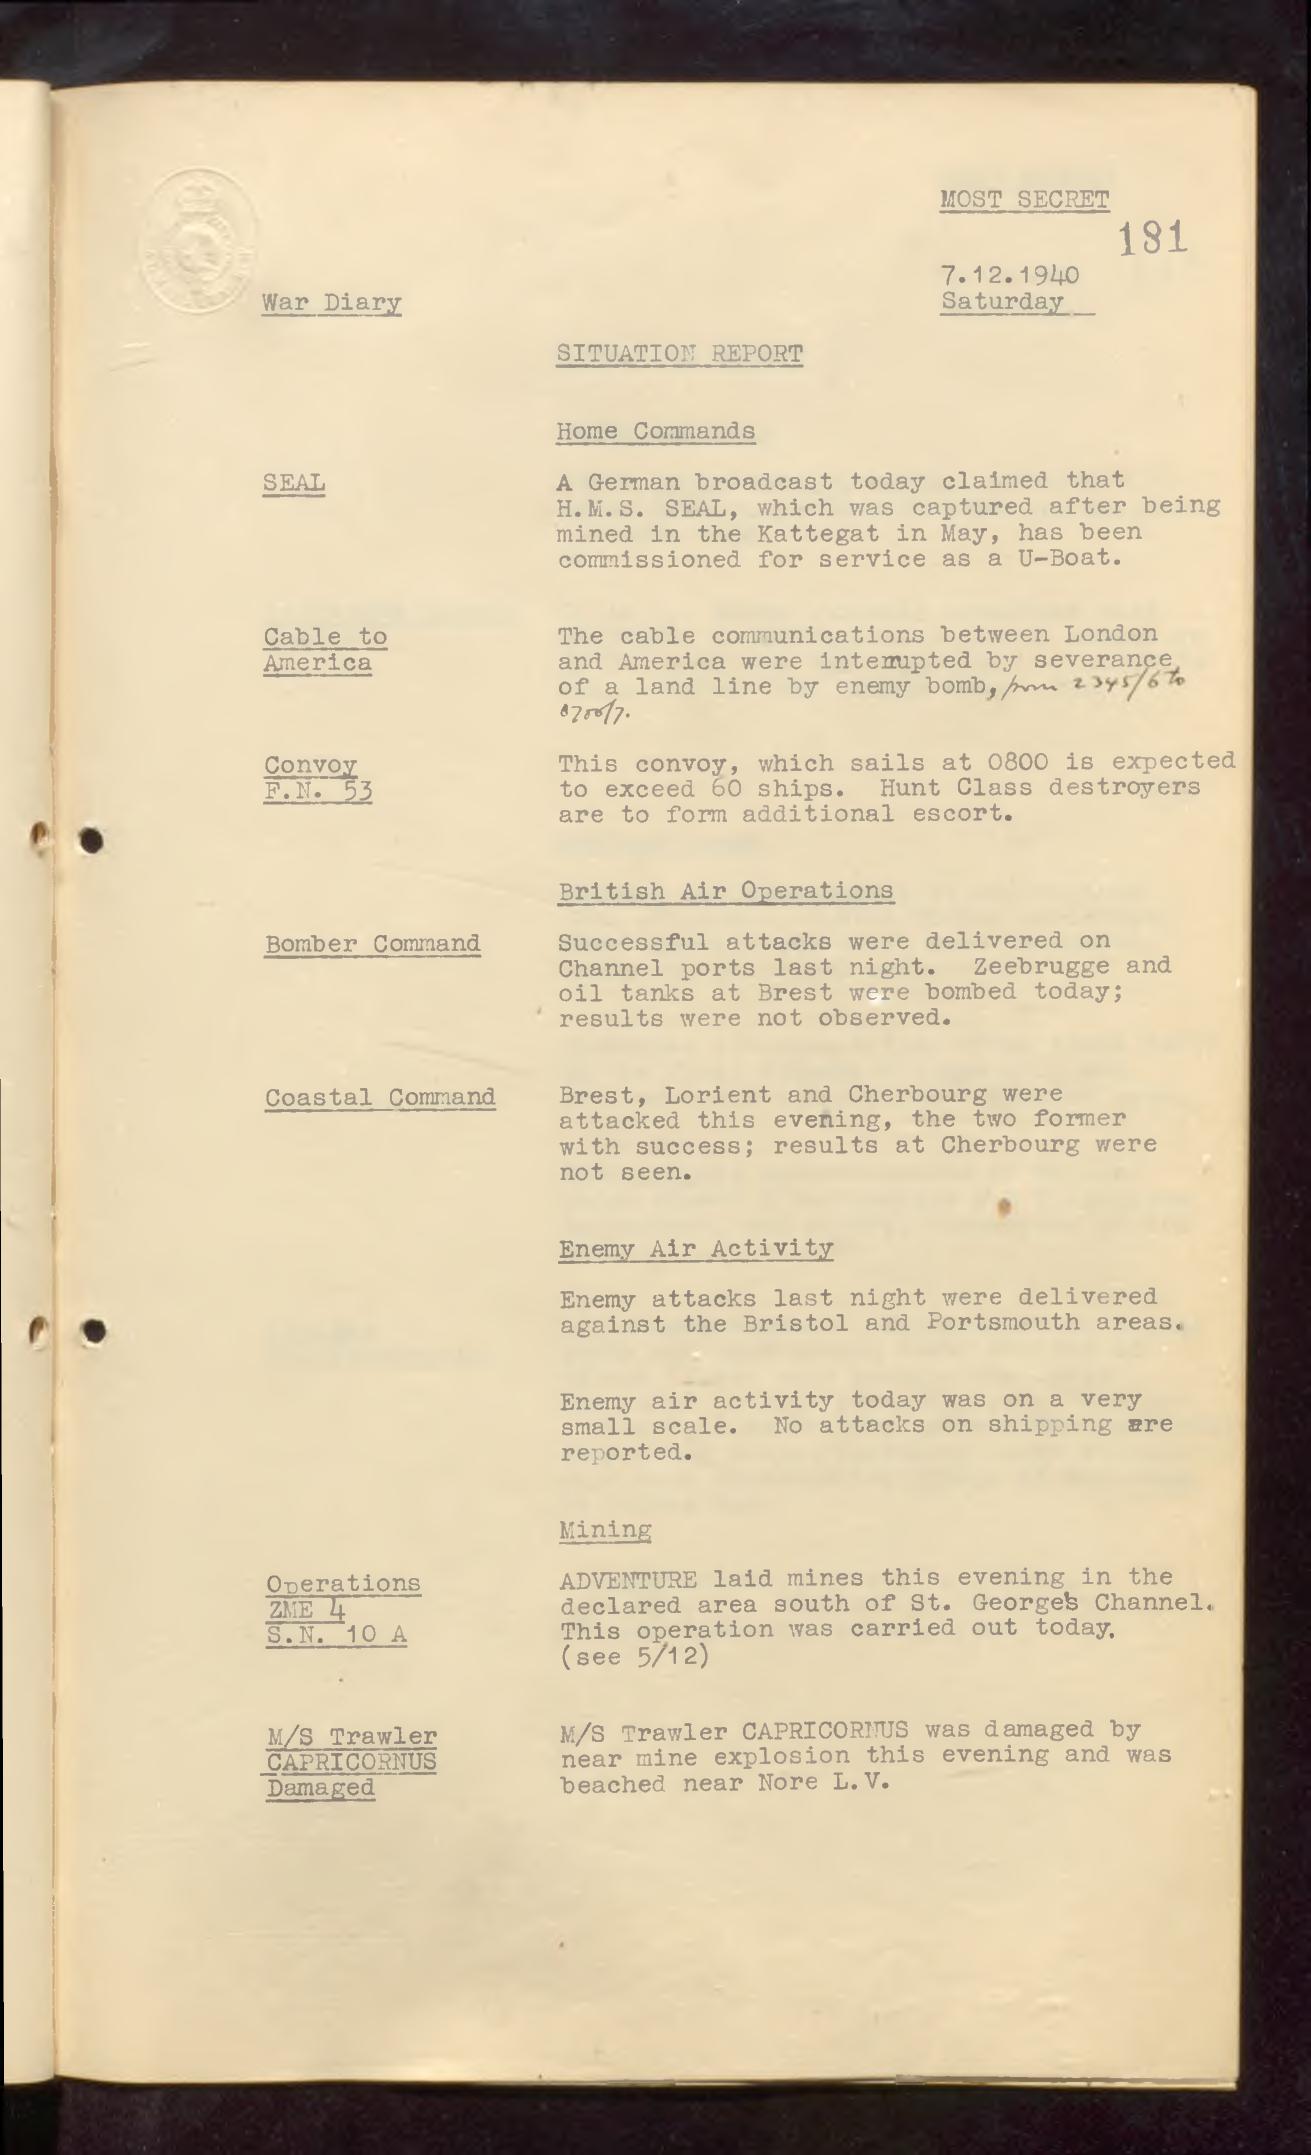 MOST SECRET
181
7.12.1940
War Diary
Saturday
SITUATION REPORT
Home Commands
SEAL
A German broadcast today claimed that
H.M.S. SEAL, which was captured after being
mined in the Kattegat in May, has been
commissioned for service as a U-Boat.
Cable to
America
The cable communications between London
and America were interrupted by severance
of a land line by enemy bomb, from 2345/6 to
0700/7.
Convoy
F.N. 53
This convoy, which sails at 0800 is expected
to exceed 60 ships. Hunt Class destroyers
are to form additional escort.
British Air Operations
Bomber Command
Successful attacks were delivered on
Channel ports last night. Zeebrugge and
oil tanks at Brest were bombed today;
results were not observed.
Coastal Command
Brest, Lorient and Cherbourg were
attacked this evening, the two former
with success; results at Cherbourg were
not seen.
Enemy Air Activity
Enemy attacks last night were delivered
against the Bristol and Portsmouth areas.
Enemy air activity today was on a very
small scale. No attacks on shipping are
reported.
Mining
Operations
ZME 4
S.N. 10 A
ADVENTURE laid mines this evening in the
declared area south of St. George's Channel.
This operation was carried out today.
(see 5/12)
M/S Trawler
CAPRICORNUS
Damaged
M/S Trawler CAPRICORNUS was damaged by
near mine explosion this evening and was
beached near Nore L.V.